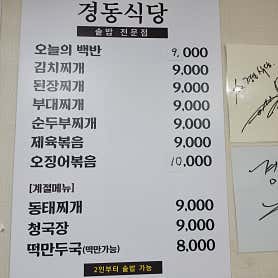 경동식당
솥밥 전문점
오늘의 백반 9,000
김치찌개 9,000
된장찌개 9,000
부대찌개 9,000
순두부찌개 9,000
제육볶음 9,000
오징어볶음 10,000
[계절메뉴]
동태찌개 9,000
청국장 9,000
떡만두국(떡만가능) 8,000
2인부터 솥밥 가능